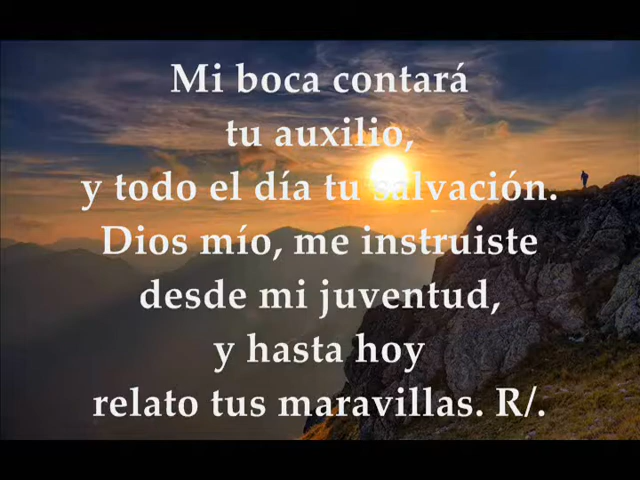 Mi boca contará
tu auxilio,
y todo el día tu salvación.
Dios mío, me instruiste
desde mi juventud,
y hasta hoy
relato tus maravillas. R/.